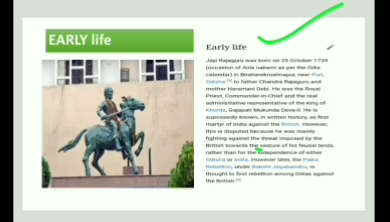 EARLY life
Early life
Jayi Rajaguru was born on 29 October 1739
(occasion of Anla nabami as per the Odia
calendar) in Biraharekrushnapur, near Puri,
Odisha [3] to father Chandra Rajaguru and
mother Haramani Debi. He was the Royal
Priest, Commander-in-Chief and the real
administrative representative of the king of
Khurda, Gajapati Mukunda Deva-II. He is
supposedly known, in written history, as first
martyr of India against the British. However,
this is disputed because he was mainly
fighting against the threat imposed by the
British towards the seizure of his feudal lands,
rather than for the independence of either
Odisha or India. However later, the Paika
Rebellion, under Bakshi Jagabandhu, is
thought to first rebellion among Odias against
the British.